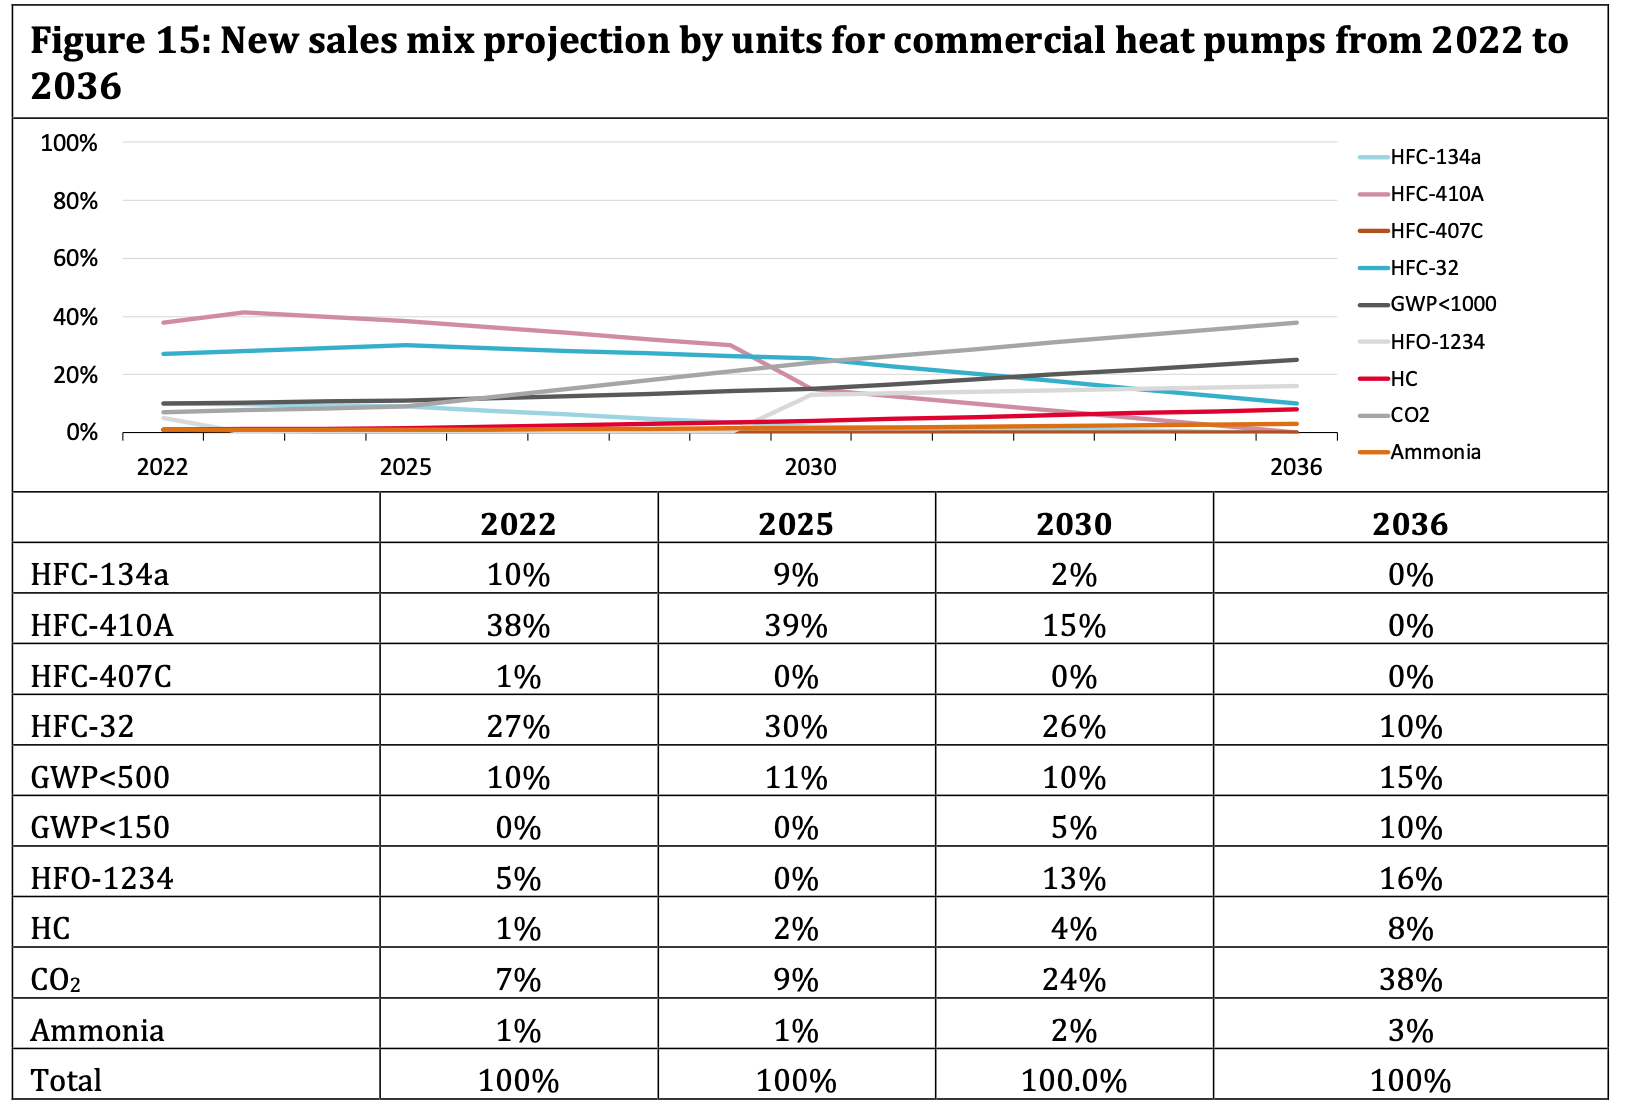 Figure 15: New sales mix projection by units for commercial heat pumps from 2022 to
2036
100%
80%
60%
40%
20%
0%
2022 2025 2030 2036
HFC-134a
HFC-410A
HFC-407C
HFC-32
GWP<1000
HFO-1234
HC
CO2
Ammonia
2022 2025 2030 2036
HFC-134a 10% 9% 2% 0%
HFC-410A 38% 39% 15% 0%
HFC-407C 1% 0% 0% 0%
HFC-32 27% 30% 26% 10%
GWP<500 10% 11% 10% 15%
GWP<150 0% 0% 5% 10%
HFO-1234 5% 0% 13% 16%
HC 1% 2% 4% 8%
CO₂ 7% 9% 24% 38%
Ammonia 1% 1% 2% 3%
Total 100% 100% 100.0% 100%